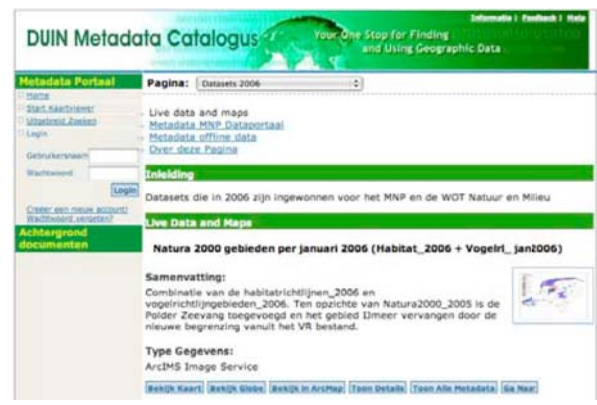 Informatie | Feedback | Help
DUIN Metadata Catalogus
Your One Stop for Finding
and Using Geographic Data
Metadata Portaal
Home
Start Kaartviewer
Uitgebreid Zoeken
Login
Gebruikersnaam
Wachtwoord
Login
Creëer een nieuw account!
Wachtwoord vergeten?
Achtergrond
documenten
Pagina: Datasets 2006
Live data and maps
Metadata MNP Dataportaal
Metadata offline data
Over deze Pagina
Inleiding
Datasets die in 2006 zijn ingewonnen voor het MNP en de WOT Natuur en Milieu
Live Data and Maps
Natura 2000 gebieden per januari 2006 (Habitat_2006 + Vogelrl_ jan2006)
Samenvatting:
Combinatie van de habitatrichtlijnen_2006 en
vogelrichtlijngebieden_2006. Ten opzichte van Natura2000_2005 is de
Polder Zeevang toegevoegd en het gebied IJmeer vervangen door de
nieuwe begrenzing vanuit het VR bestand.
Type Gegevens:
ArcIMS Image Service
Bekijk Kaart Bekijk Globe Bekijk in ArcMap Toon Details Toon Alle Metadata Ga Naar